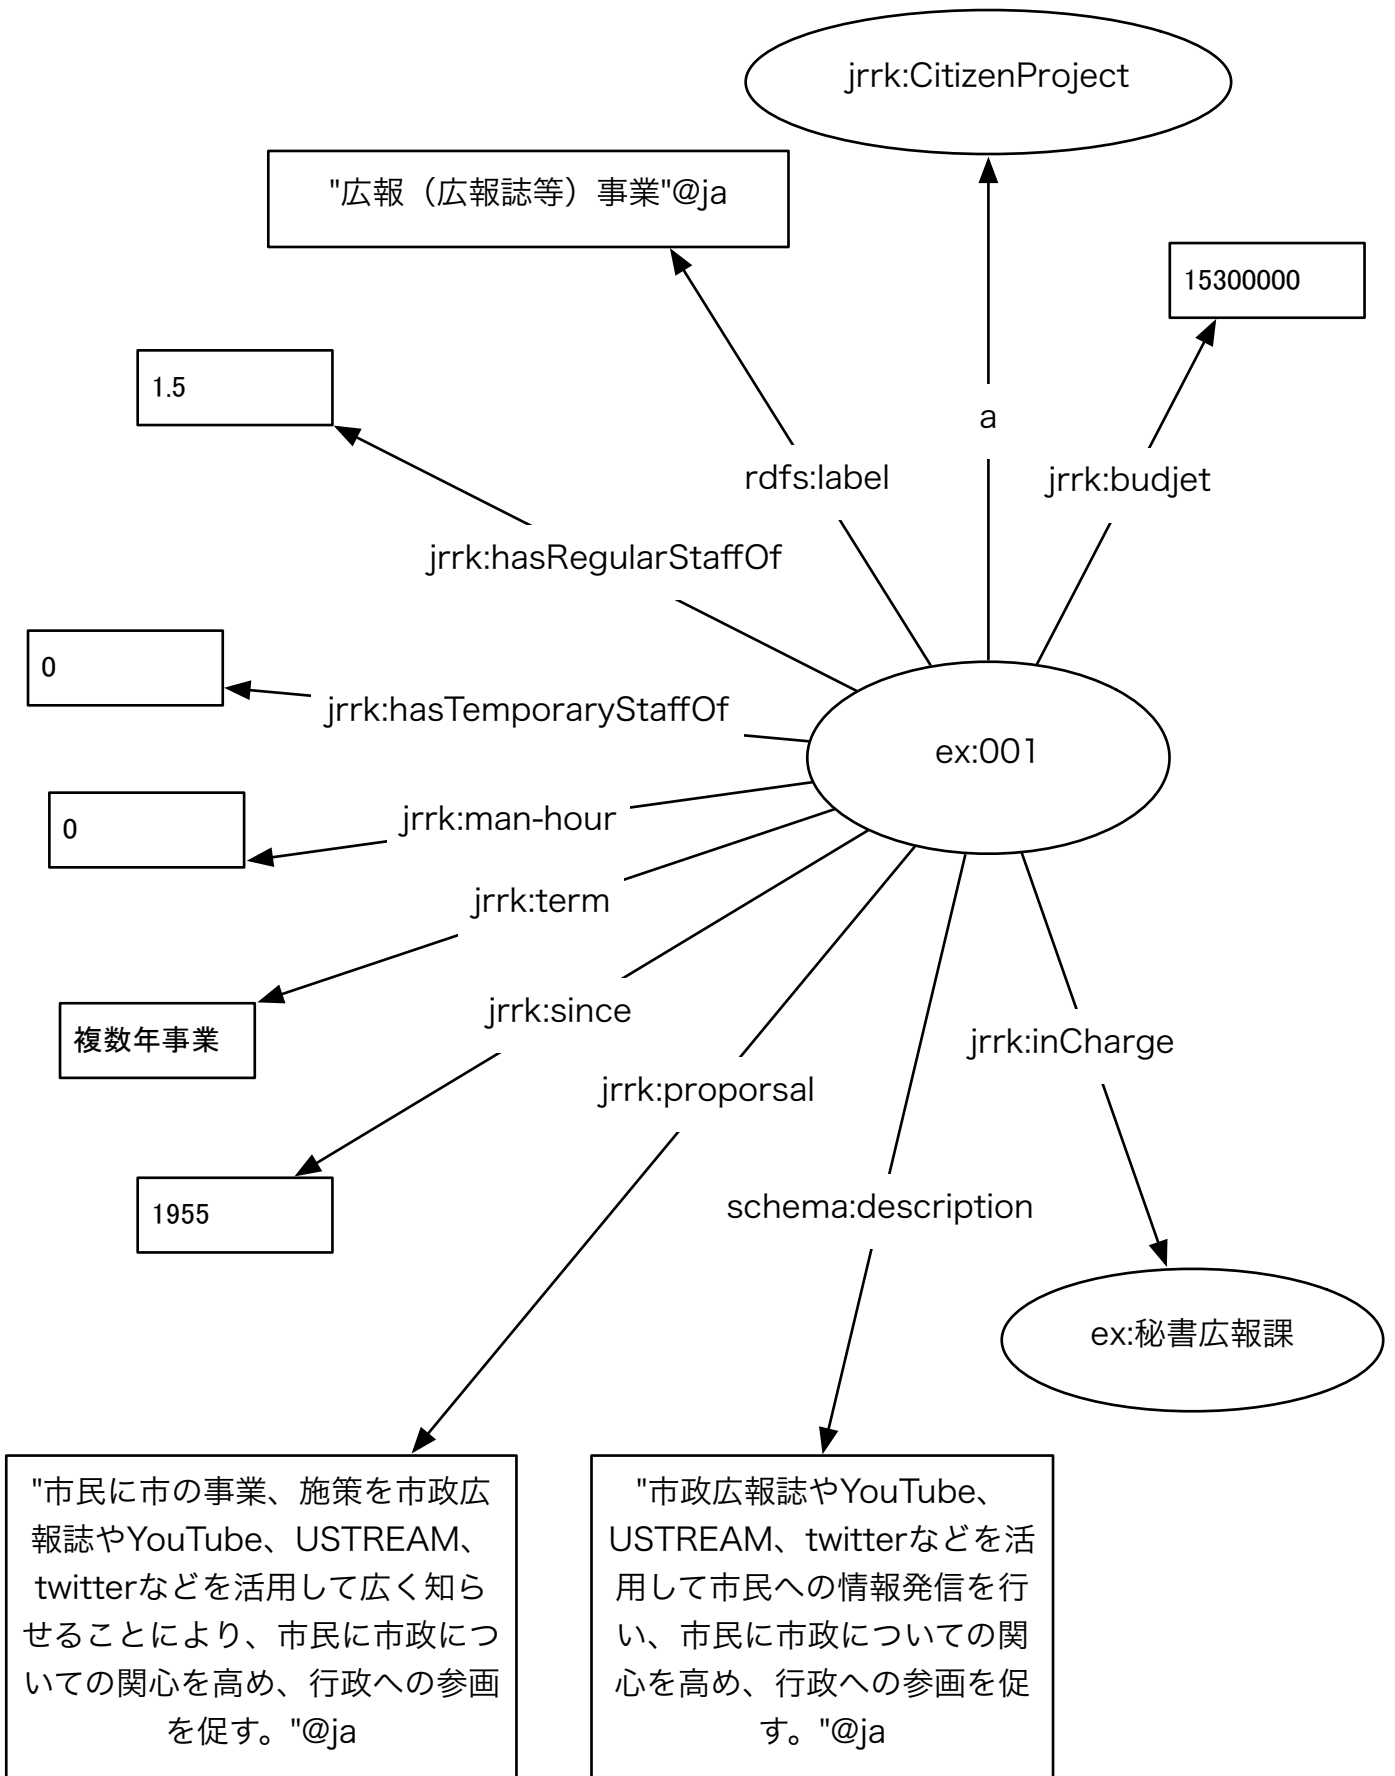 jrrk:CitizenProject
"広報（広報誌等）事業"@ja
15300000
1.5
a
rdfs:label
jrrk:budjet
jrrk:hasRegularStaffOf
0
jrrk:hasTemporaryStaffOf
ex:001
0
jrrk:man-hour
jrrk:term
複数年事業
jrrk:since
jrrk:inCharge
jrrk:proporsal
1955
schema:description
ex:秘書広報課
"市民に市の事業、施策を市政広
報誌やYouTube、USTREAM、
twitterなどを活用して広く知ら
せることにより、市民に市政につ
いての関心を高め、行政への参画
を促す。"@ja
"市政広報誌やYouTube、
USTREAM、twitterなどを活
用して市民への情報発信を行
い、市民に市政についての関
心を高め、行政への参画を促
す。"@ja